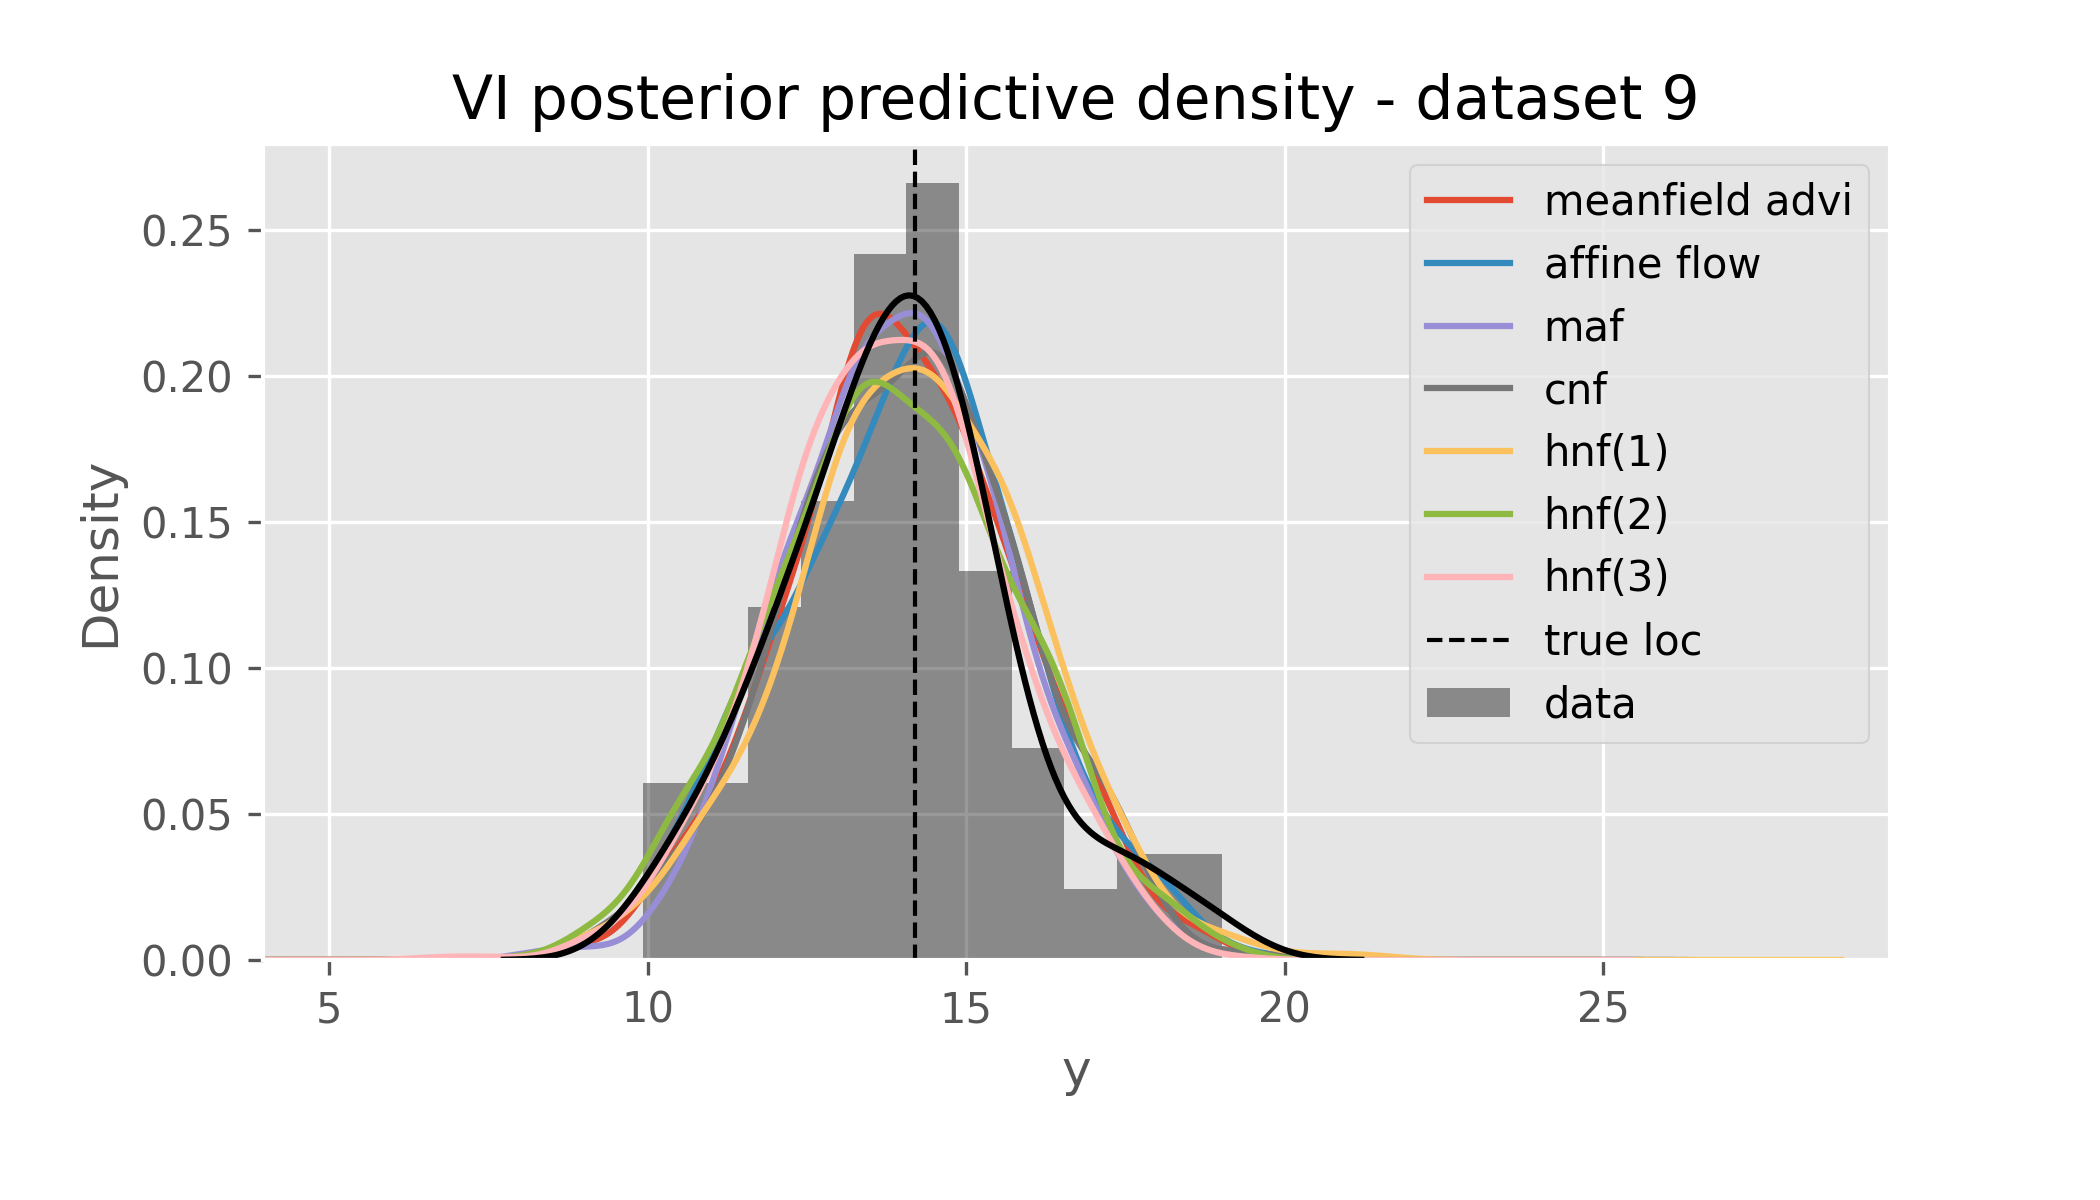 VI posterior predictive density - dataset 9
Density
0.25
0.20
0.15
0.10
0.05
0.00
5
10
15
20
25
y
meanfield advi
affine flow
maf
cnf
hnf(1)
hnf(2)
hnf(3)
true loc
data